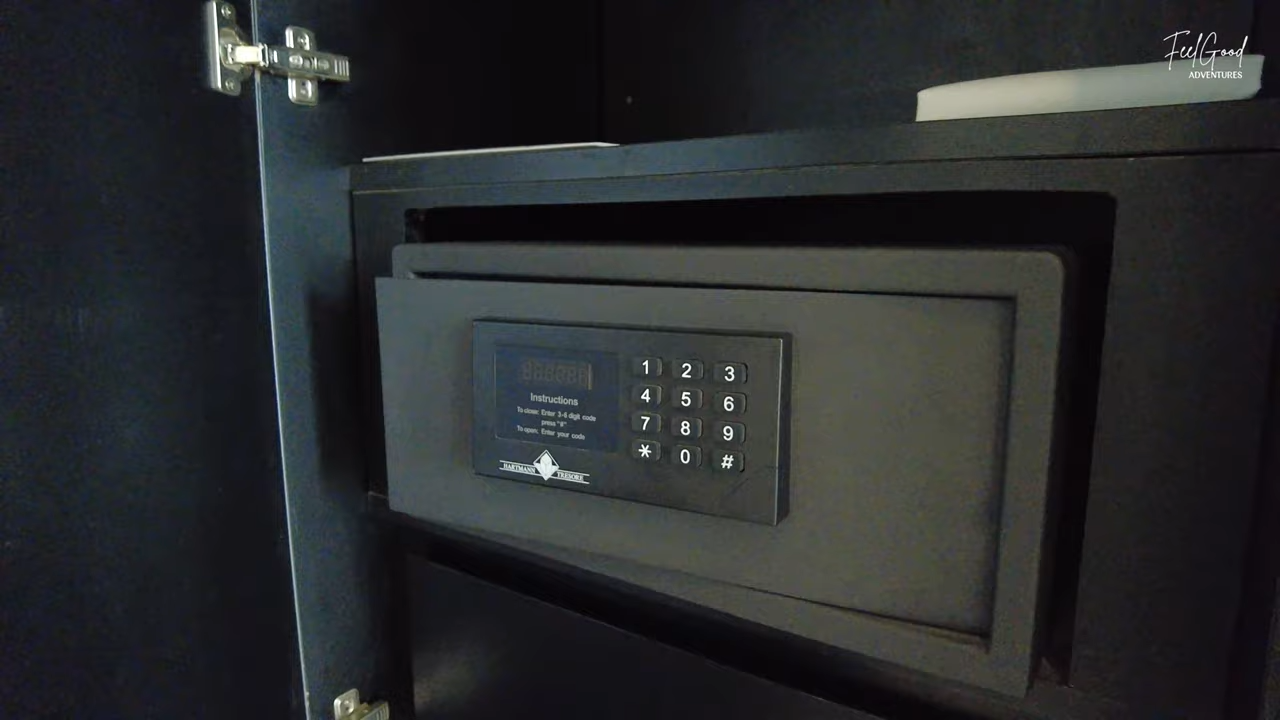 FeelGood
ADVENTURES
Instructions
To close: Enter 3-6 digit code
press "#"
To open: Enter your code
1 2 3
4 5 6
7 8 9
* 0 #
HARTMANN TRESORE